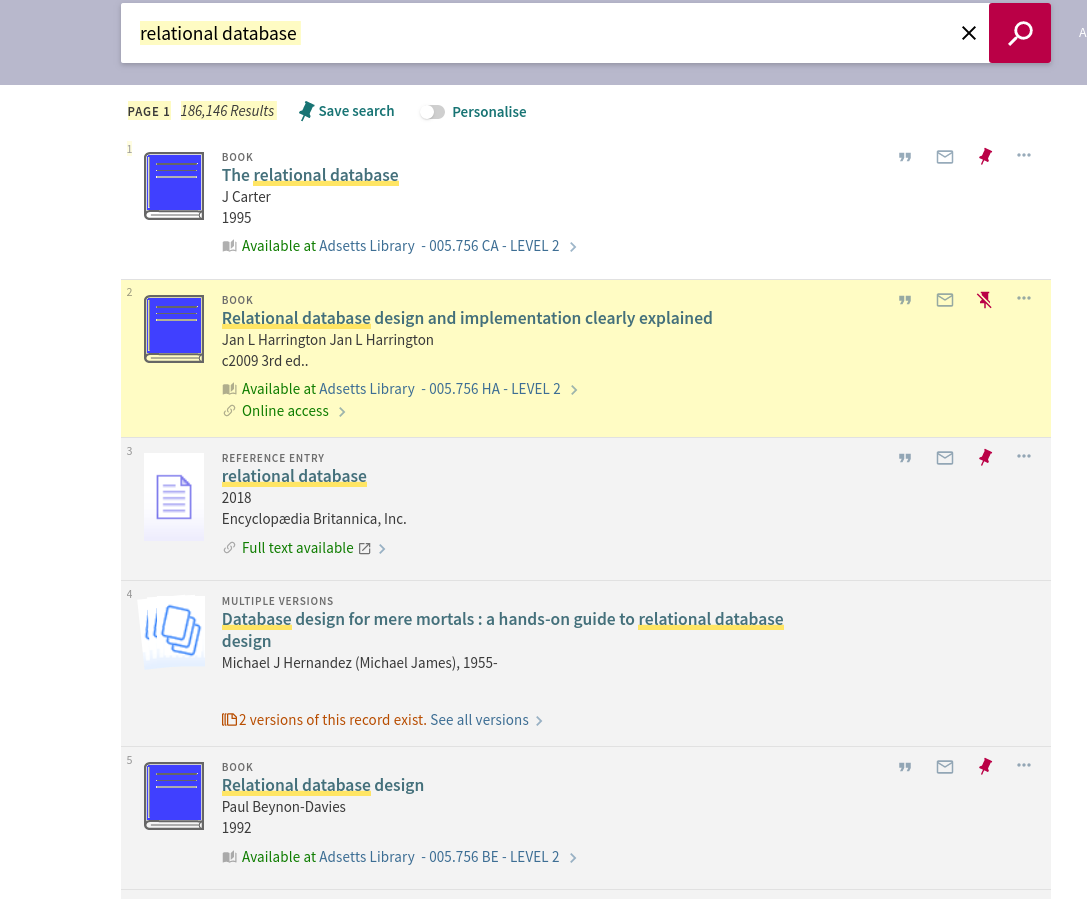 relational database
A
PAGE 1 186,146 Results Save search Personalise
1
BOOK
The relational database
J Carter
1995
Available at Adsetts Library - 005.756 CA - LEVEL 2
2
BOOK
Relational database design and implementation clearly explained
Jan L Harrington Jan L Harrington
c2009 3rd ed..
Available at Adsetts Library - 005.756 HA - LEVEL 2
Online access
3
REFERENCE ENTRY
relational database
2018
Encyclopædia Britannica, Inc.
Full text available
4
MULTIPLE VERSIONS
Database design for mere mortals : a hands-on guide to relational database
design
Michael J Hernandez (Michael James), 1955-
2 versions of this record exist. See all versions
5
BOOK
Relational database design
Paul Beynon-Davies
1992
Available at Adsetts Library - 005.756 BE - LEVEL 2